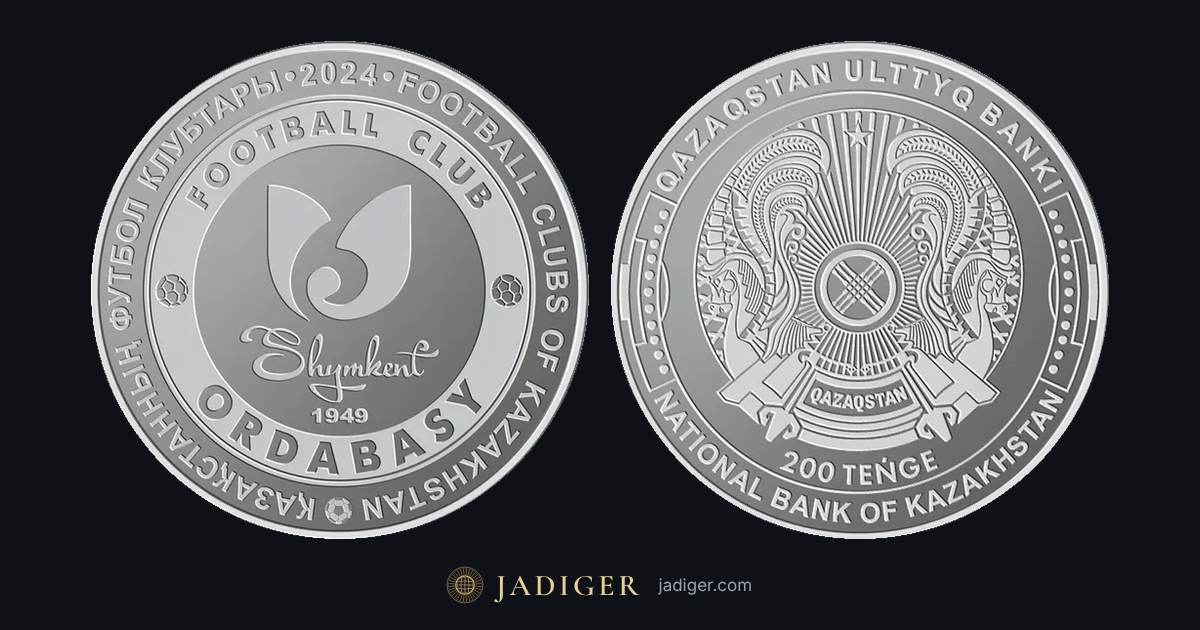 ҚАЗАҚСТАННЫҢ ФУТБОЛ КЛУБТАРЫ • 2024 • FOOTBALL CLUBS OF KAZAKHSTAN
FOOTBALL CLUB
Shymkent
1949
ORDABASY
QAZAQSTAN ULTTYQ BANKI
QAZAQSTAN
200 TEŃGE
NATIONAL BANK OF KAZAKHSTAN
JADIGER
jadiger.com